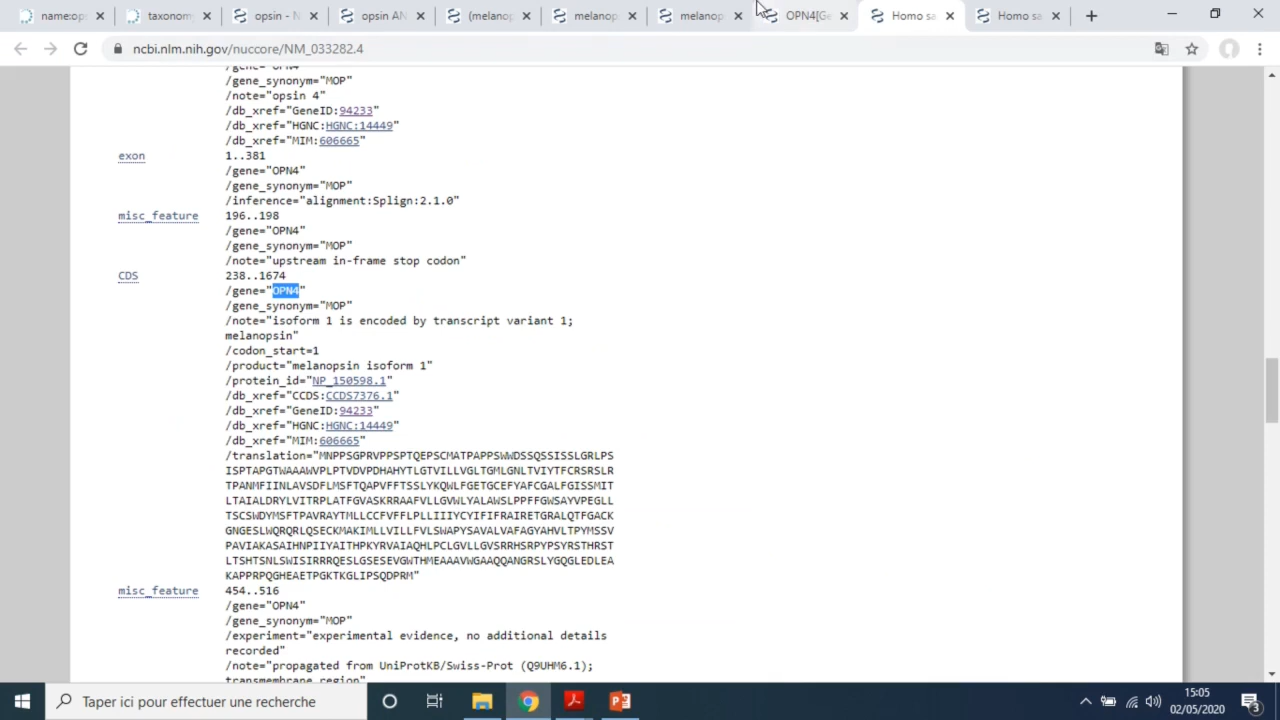 name:ops
taxonom
opsin - N
opsin AN
(melanop
melanop
melanop
OPN4[Ge
Homo sa
Homo sa
ncbi.nlm.nih.gov/nuccore/NM_033282.4
/gene="OPN4"
/gene_synonym="MOP"
/note="opsin 4"
/db_xref="GeneID:94233"
/db_xref="HGNC:HGNC:14449"
/db_xref="MIM:606665"
exon 1..381
/gene="OPN4"
/gene_synonym="MOP"
/inference="alignment:Splign:2.1.0"
misc_feature 196..198
/gene="OPN4"
/gene_synonym="MOP"
/note="upstream in-frame stop codon"
CDS 238..1674
/gene="OPN4"
/gene_synonym="MOP"
/note="isoform 1 is encoded by transcript variant 1;
melanopsin"
/codon_start=1
/product="melanopsin isoform 1"
/protein_id="NP_150598.1"
/db_xref="CCDS:CCDS7376.1"
/db_xref="GeneID:94233"
/db_xref="HGNC:HGNC:14449"
/db_xref="MIM:606665"
/translation="MNPPSGPRVPPSPTQEPSCMATPAPPSWWDSSQSSISSLGRLPS
ISPTAPGTWAAAWVPLPTVDVPDHAHYTLGTVILLVGLTGMLGNLTVIYTFCRSRSLR
TPANMFIINLAVSDFLMSFTQAPVFFTSSLYKQWLFGETGCEFYAFCGALFGISSMIT
LTAIALDRYLVITRPLATFGVASKRRAAFVLLGVWLYALAWSLPPFFGWSAYVPEGLL
TSCSWDYMSFTPAVRAYTMLLCCFVFFLPLLIIIYCYIFIFRAIRETGRALQTFGACK
GNGESLWQRQRLQSECKMAKIMLLVILLFVLSWAPYSAVALVAFAGYAHVLTPYMSSV
PAVIAKASAIHNPIIYAITHPKYRVAIAQHLPCLGVLLGVSRRHSRPYPSYRSTHRST
LTSHTSNLSWISIRRRQESLGSESEVGWTHMEAAAVWGAAQQANGRSLYGQGLEDLEA
KAPPRPQGHEAETPGKTKGLIPSQDPRM"
misc_feature 454..516
/gene="OPN4"
/gene_synonym="MOP"
/experiment="experimental evidence, no additional details
recorded"
/note="propagated from UniProtKB/Swiss-Prot (Q9UHM6.1);
transmembrane region"
Taper ici pour effectuer une recherche
15:05
02/05/2020
3